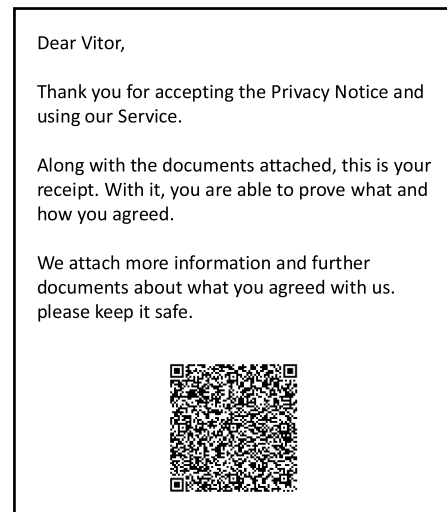 Dear Vitor,
Thank you for accepting the Privacy Notice and
using our Service.
Along with the documents attached, this is your
receipt. With it, you are able to prove what and
how you agreed.
We attach more information and further
documents about what you agreed with us.
please keep it safe.